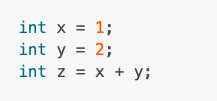 int x = 1;
int y = 2;
int z = x + y;